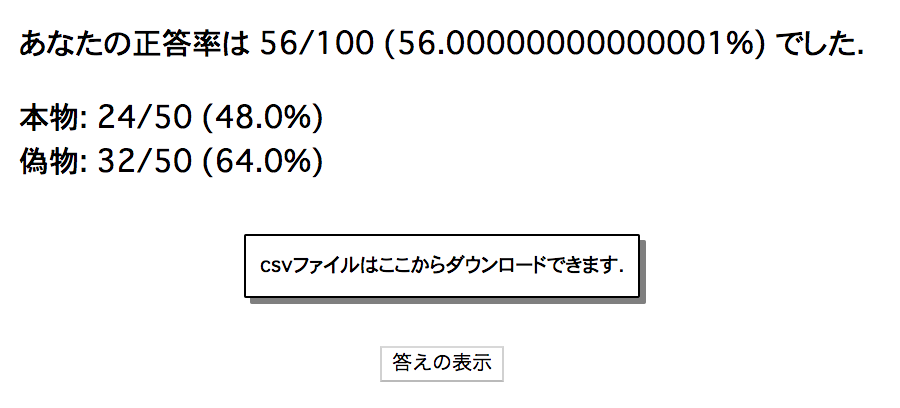 あなたの正答率は 56/100 (56.00000000000001%) でした.
本物: 24/50 (48.0%)
偽物: 32/50 (64.0%)
csvファイルはここからダウンロードできます.
答えの表示